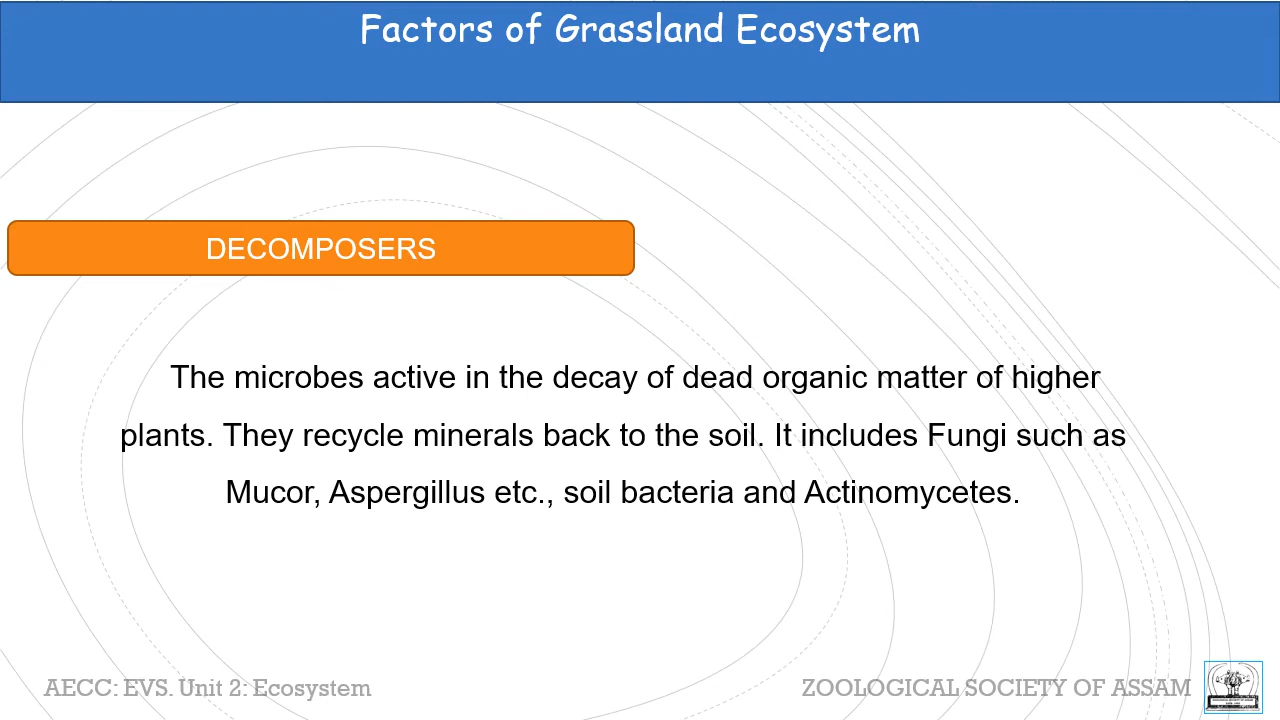 Factors of Grassland Ecosystem
DECOMPOSERS
The microbes active in the decay of dead organic matter of higher
plants. They recycle minerals back to the soil. It includes Fungi such as
Mucor, Aspergillus etc., soil bacteria and Actinomycetes.
AECC: EVS. Unit 2: Ecosystem
ZOOLOGICAL SOCIETY OF ASSAM